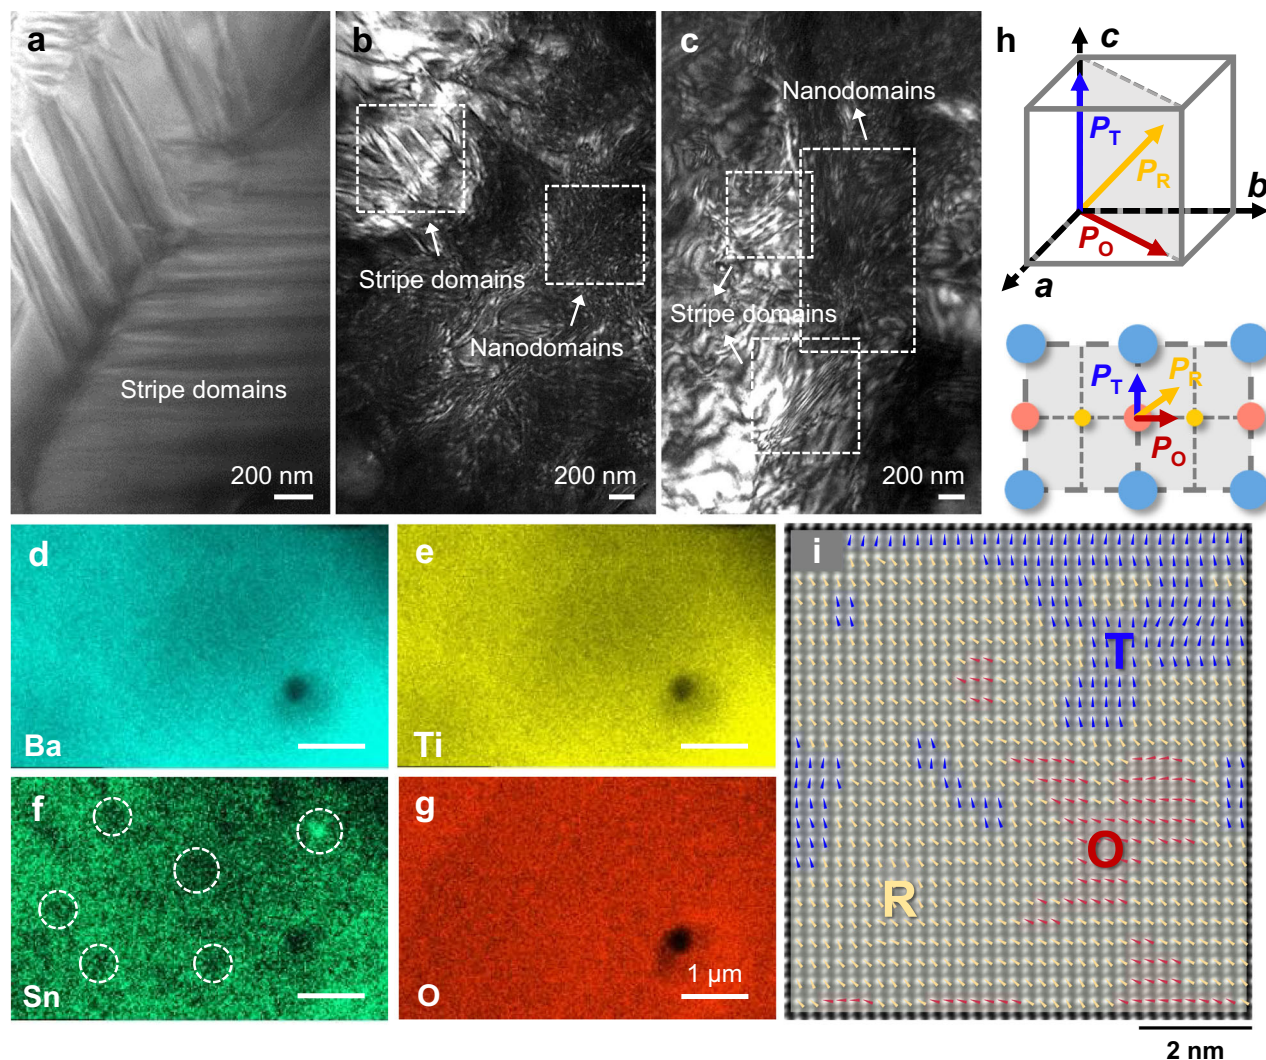 a
Stripe domains
200 nm
b
Stripe domains
Nanodomains
200 nm
c
Nanodomains
Stripe domains
200 nm
h
c
P_T
P_R
b
P_O
a
P_T
P_R
P_O
d
Ba
e
Ti
f
Sn
g
1 μm
O
i
T
O
R
2 nm